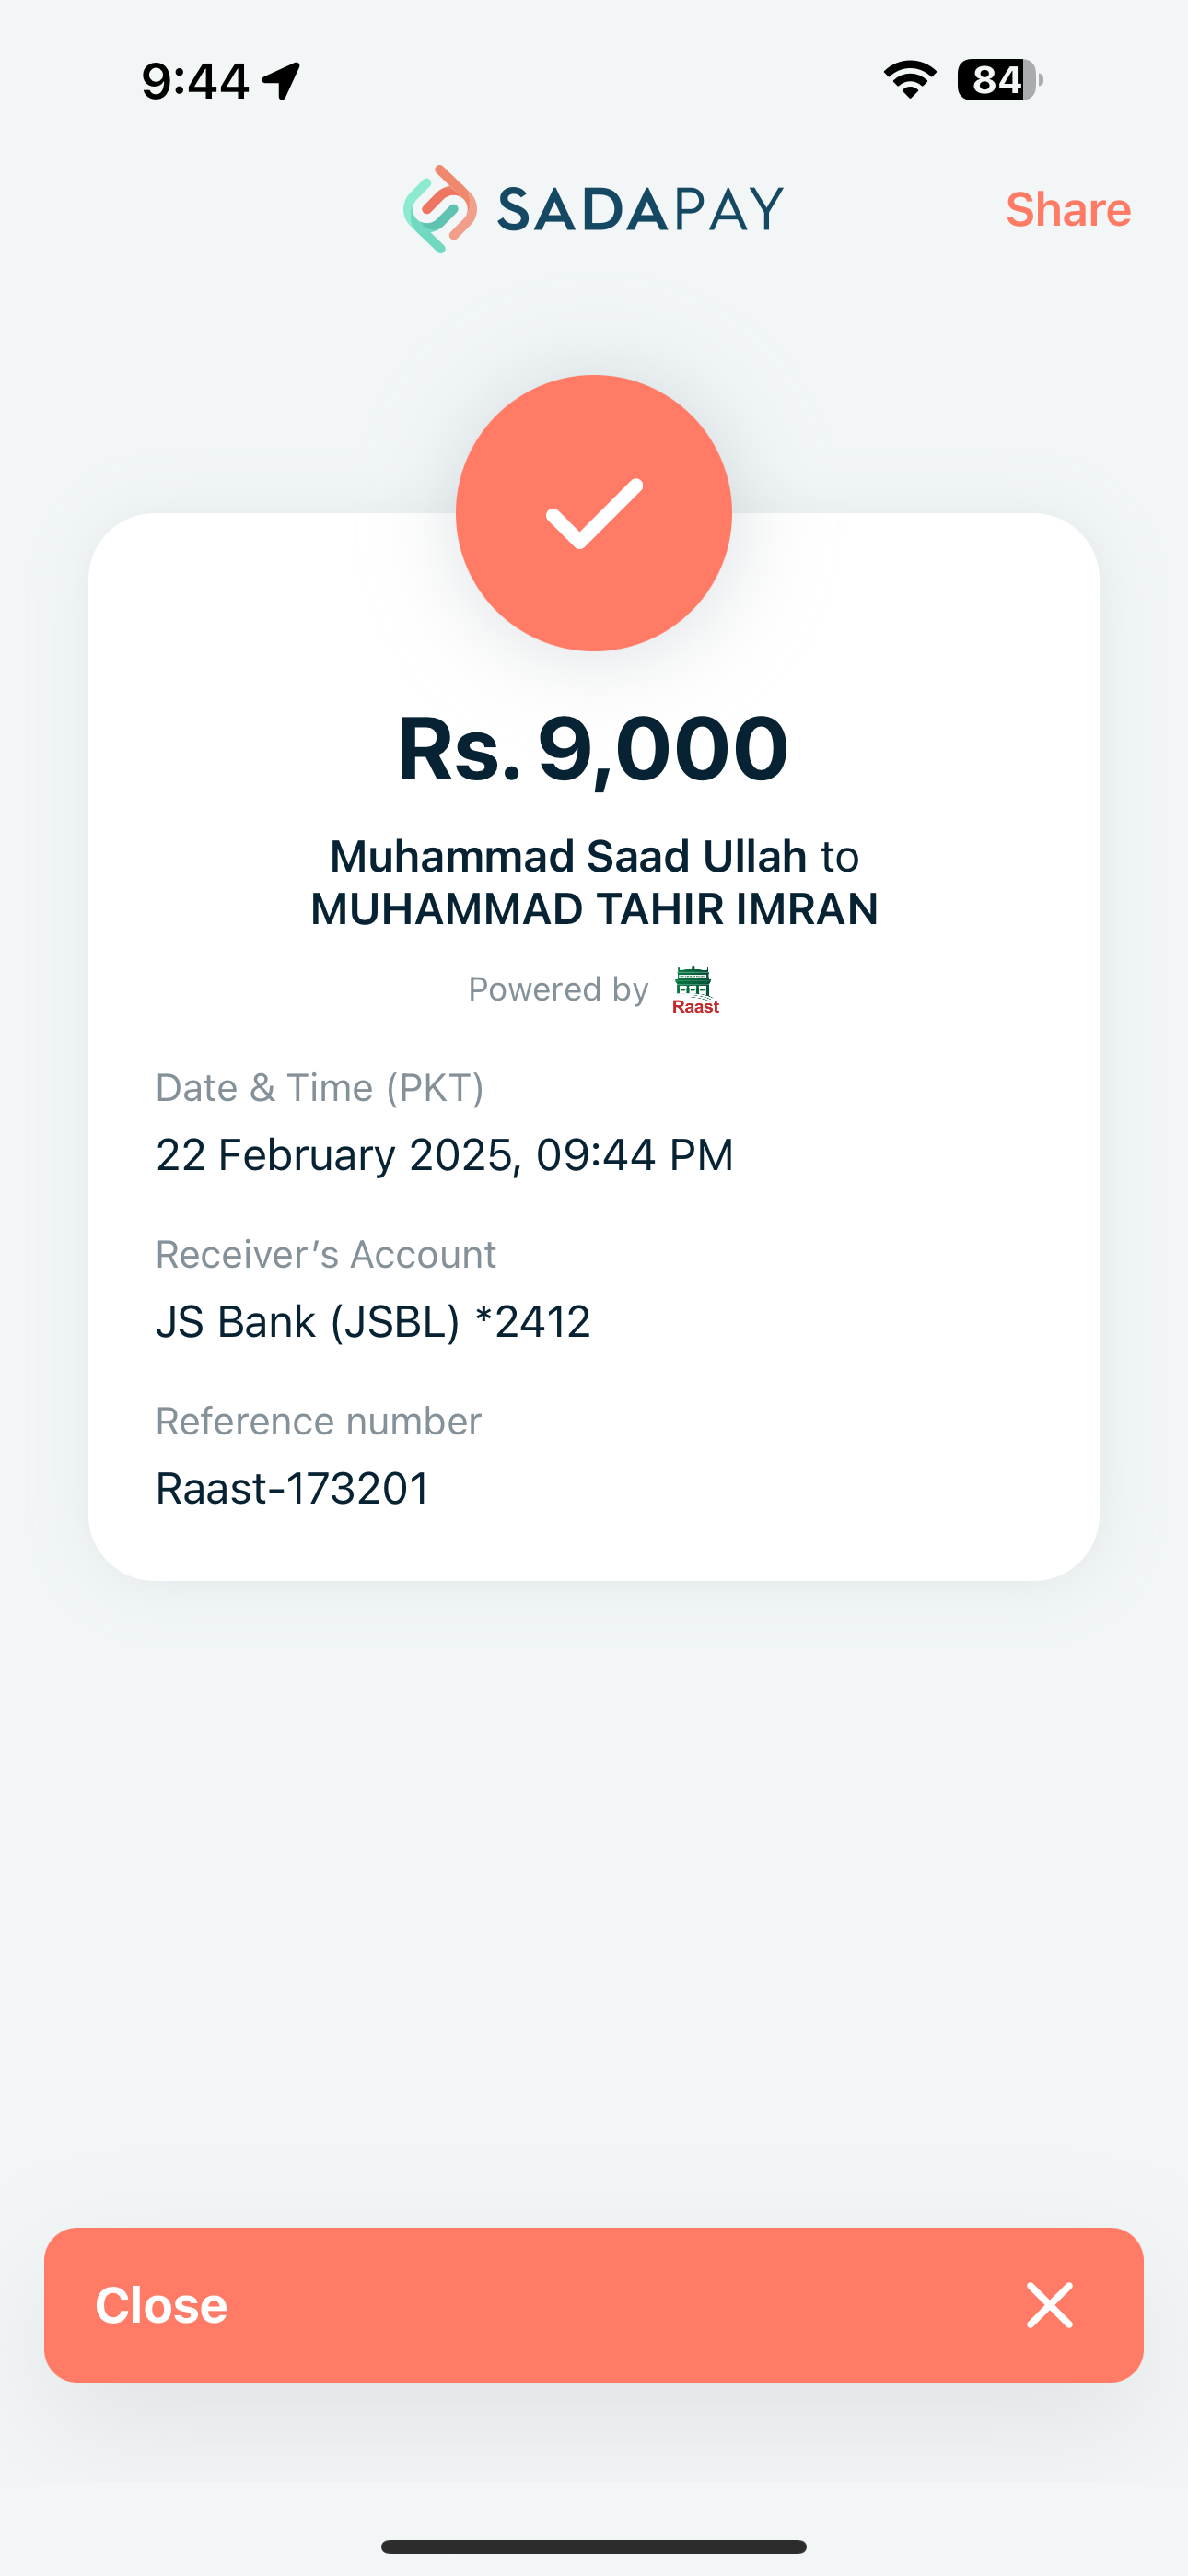 9:44
84
SADAPAY
Share
Rs. 9,000
Muhammad Saad Ullah to
MUHAMMAD TAHIR IMRAN
Powered by Raast
Date & Time (PKT)
22 February 2025, 09:44 PM
Receiver’s Account
JS Bank (JSBL) *2412
Reference number
Raast-173201
Close